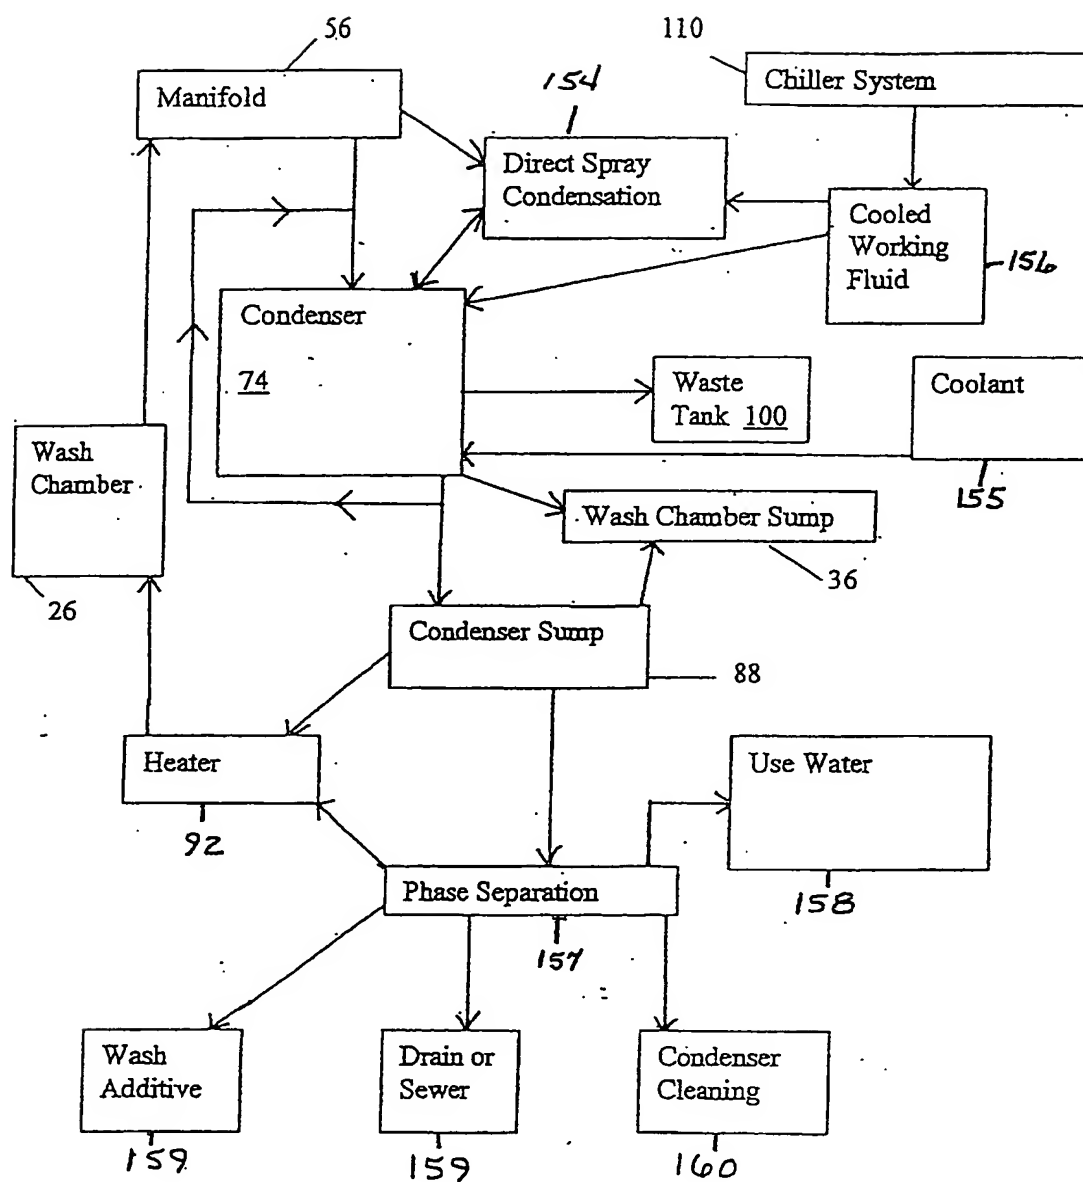 56
110
Manifold
154
Chiller System
Direct Spray
Condensation
Cooled
Working
Fluid
156
Condenser
74
Waste
Tank 100
Coolant
155
Wash
Chamber
26
Wash Chamber Sump
36
Condenser Sump
88
Heater
92
Use Water
158
Phase Separation
157
Wash
Additive
159
Drain or
Sewer
159
Condenser
Cleaning
160